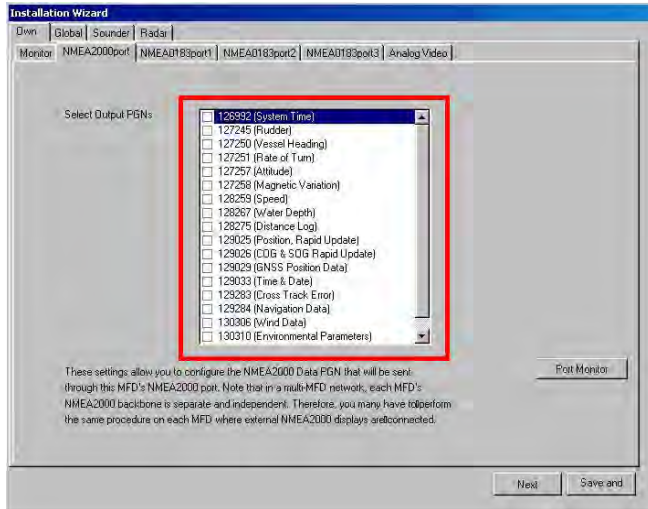 Installation Wizard
Own Global Sounder Radar
Monitor NMEA2000port NMEA0183port1 NMEA0183port2 NMEA0183port3 Analog Video
Select Output PGNs
126992 (System Time)
127245 (Rudder)
127250 (Vessel Heading)
127251 (Rate of Turn)
127257 (Attitude)
127258 (Magnetic Variation)
128259 (Speed)
128267 (Water Depth)
128275 (Distance Log)
129025 (Position, Rapid Update)
129026 (COG & SOG Rapid Update)
129029 (GNSS Position Data)
129033 (Time & Date)
129283 (Cross Track Error)
129284 (Navigation Data)
130306 (Wind Data)
130310 (Environmental Parameters)
These settings allow you to configure the NMEA2000 Data PGN that will be sent
through this MFD's NMEA2000 port. Note that in a multi-MFD network, each MFD's
NMEA2000 backbone is separate and independent. Therefore, you many have to perform
the same procedure on each MFD where external NMEA2000 displays are connected.
Port Monitor
Next Save and